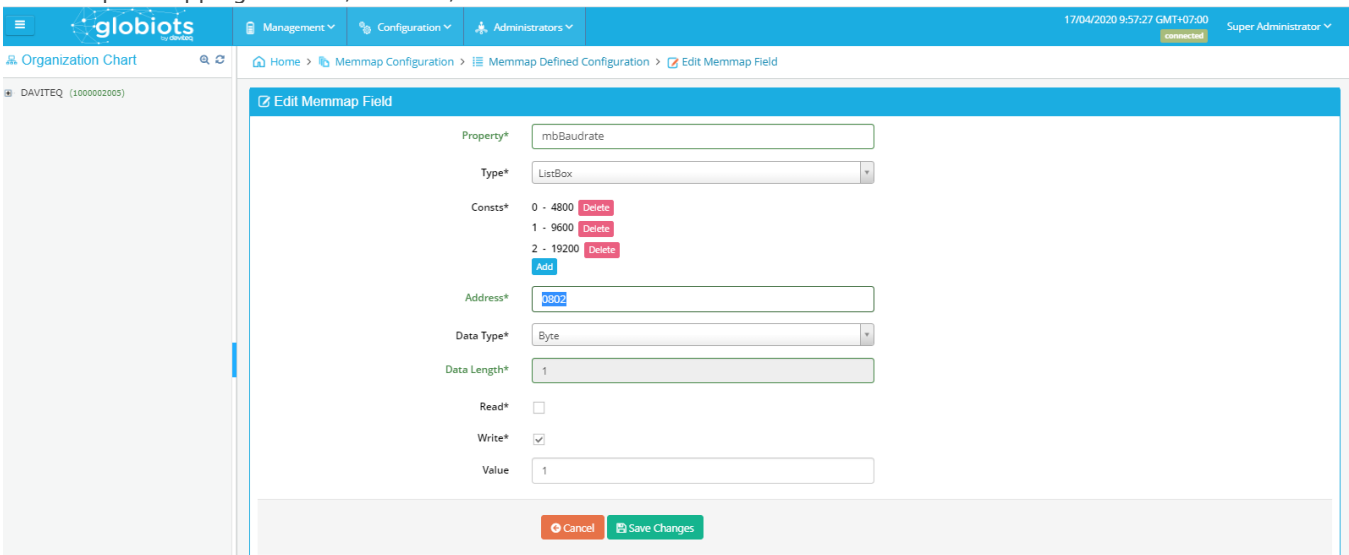 globiots
by daviteq
Management
Configuration
Administrators
17/04/2020 9:57:27 GMT+07:00
connected
Super Administrator
Organization Chart
Home > Memmap Configuration > Memmap Defined Configuration > Edit Memmap Field
DAVITEQ (1000002005)
Edit Memmap Field
Property* mbBaudrate
Type* ListBox
Consts* 0 - 4800 Delete
1 - 9600 Delete
2 - 19200 Delete
Add
Address* 0802
Data Type* Byte
Data Length* 1
Read*
Write*
Value 1
Cancel Save Changes